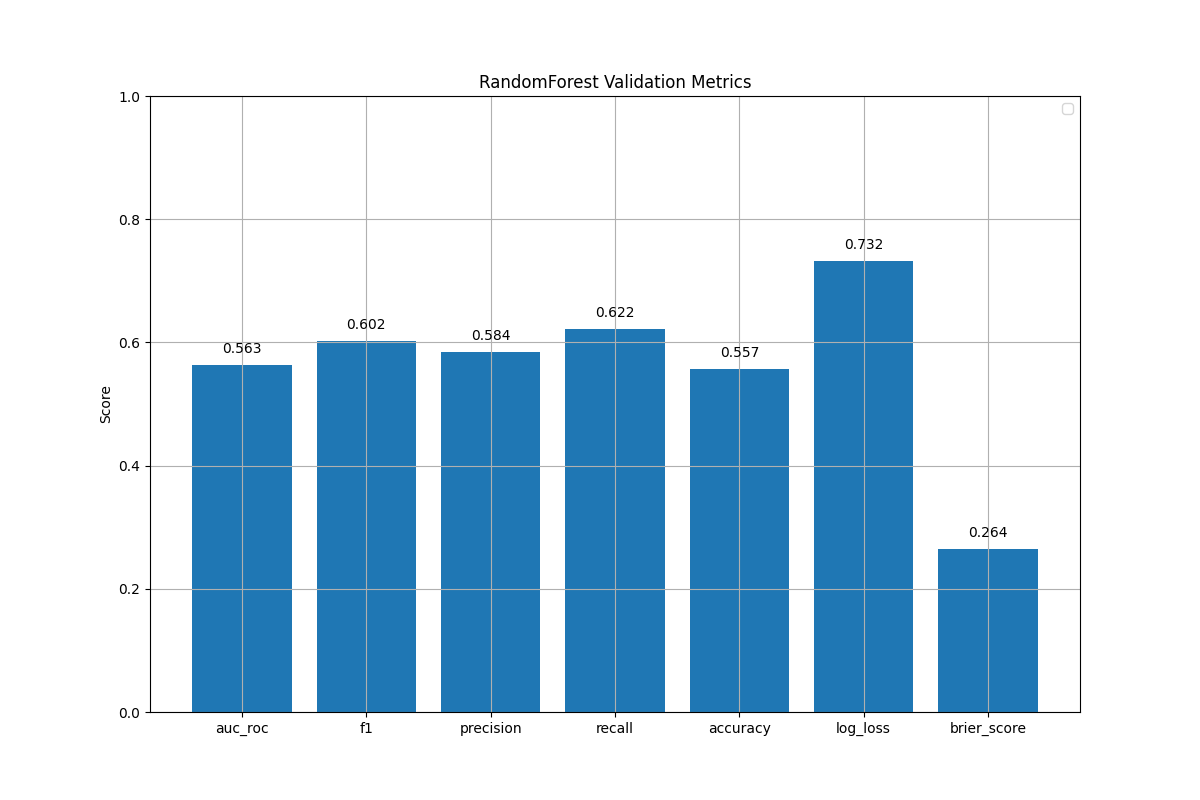 RandomForest Validation Metrics
1.0
0.8
0.6
0.4
0.2
0.0
Score
0.563
0.602
0.584
0.622
0.557
0.732
0.264
auc_roc
f1
precision
recall
accuracy
log_loss
brier_score